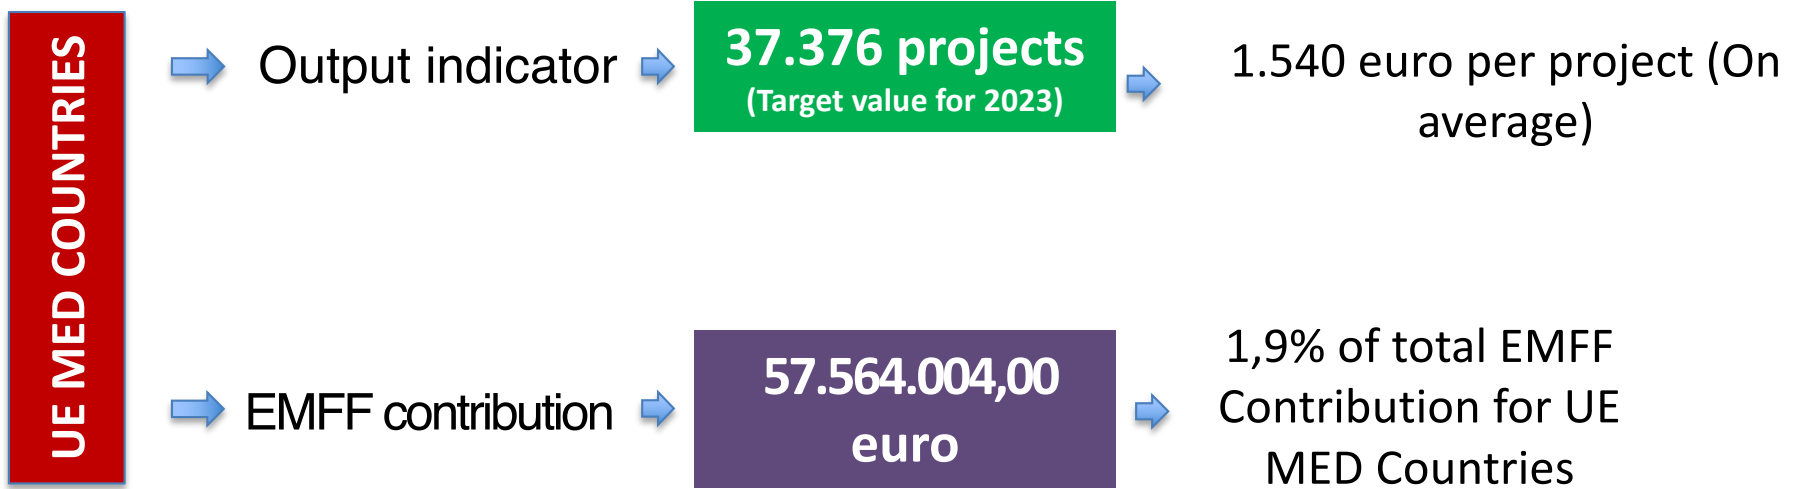 UE MED COUNTRIES
Output indicator
37.376 projects
(Target value for 2023)
1.540 euro per project (On
average)
EMFF contribution
57.564.004,00
euro
1,9% of total EMFF
Contribution for UE
MED Countries